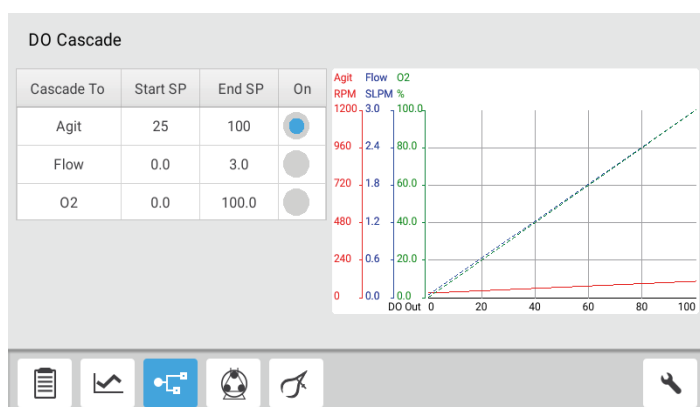 DO Cascade
Cascade To Start SP End SP On
Agit 25 100
Flow 0.0 3.0
O2 0.0 100.0
Agit Flow O2
RPM SLPM %
1200 3.0 100.0
960 2.4 80.0
720 1.8 60.0
480 1.2 40.0
240 0.6 20.0
0 0.0 0.0
DO Out 0 20 40 60 80 100